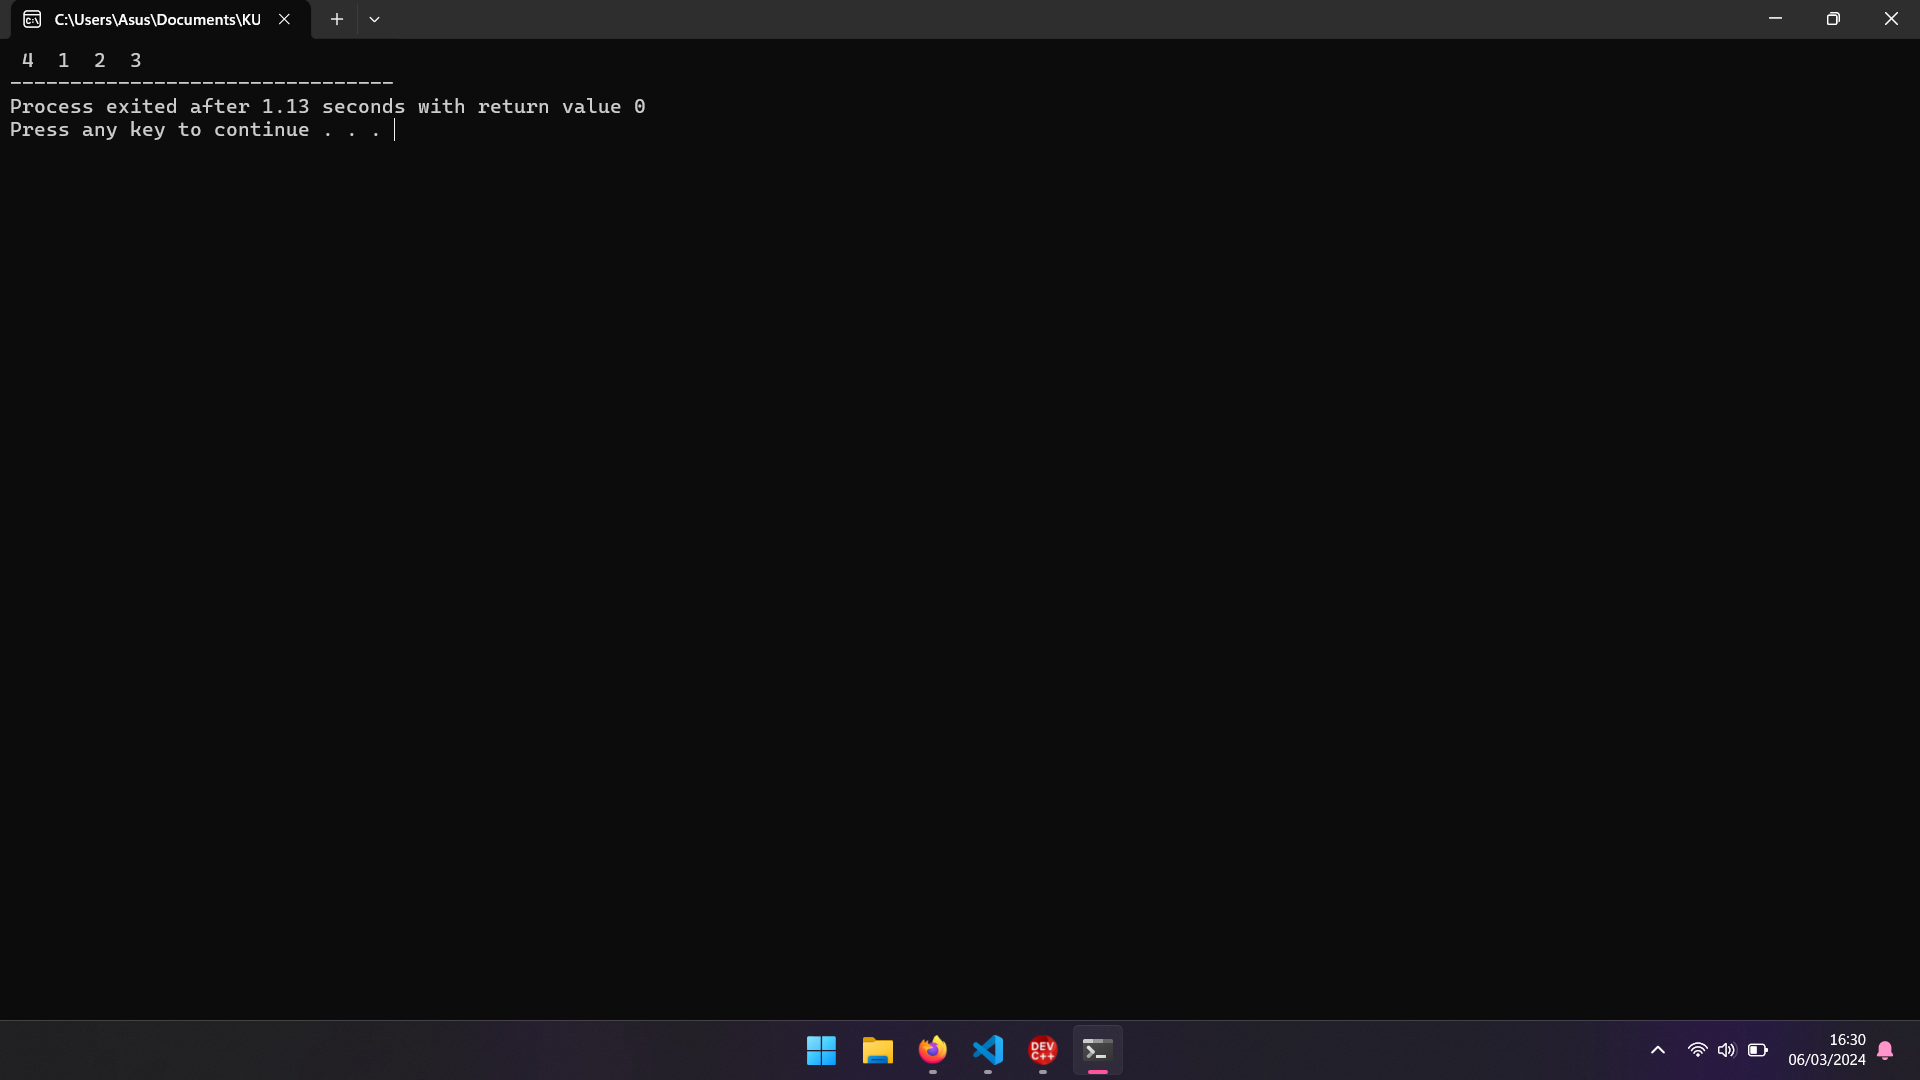 C:\Users\Asus\Documents\KU
4 1 2 3
--------------------------------
Process exited after 1.13 seconds with return value 0
Press any key to continue . . .
DEV
C++
16:30
06/03/2024